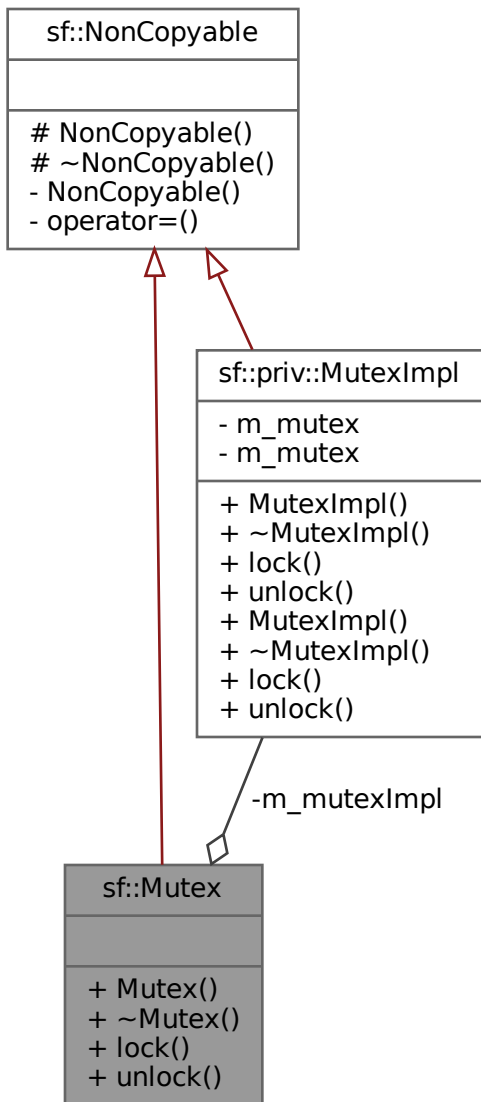 sf::NonCopyable
# NonCopyable()
# ~NonCopyable()
- NonCopyable()
- operator=()
sf::priv::MutexImpl
- m_mutex
- m_mutex
+ MutexImpl()
+ ~MutexImpl()
+ lock()
+ unlock()
+ MutexImpl()
+ ~MutexImpl()
+ lock()
+ unlock()
-m_mutexImpl
sf::Mutex
+ Mutex()
+ ~Mutex()
+ lock()
+ unlock()